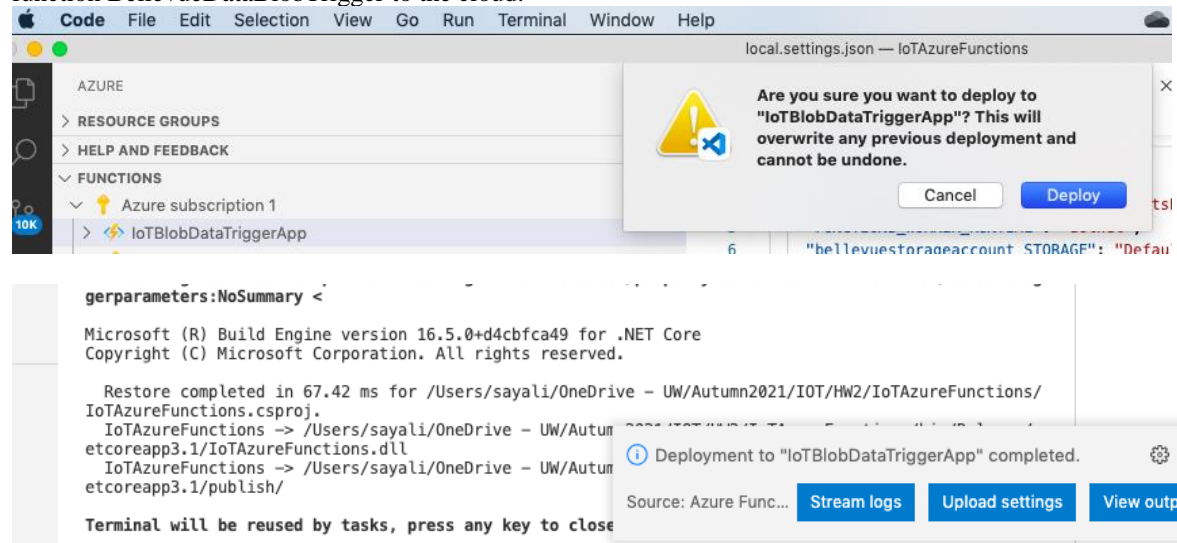 function BellevueDataBlobTrigger to the cloud.
Code File Edit Selection View Go Run Terminal Window Help
local.settings.json — IoTAzureFunctions
AZURE
> RESOURCE GROUPS
> HELP AND FEEDBACK
FUNCTIONS
Azure subscription 1
10K
> IoTBlobDataTriggerApp
Are you sure you want to deploy to
"IoTBlobDataTriggerApp"? This will
overwrite any previous deployment and
cannot be undone.
Cancel Deploy
6 "bellevuestorageaccount_STORAGE": "Defau
gerparameters:NoSummary <
Microsoft (R) Build Engine version 16.5.0+d4cbfca49 for .NET Core
Copyright (C) Microsoft Corporation. All rights reserved.
Restore completed in 67.42 ms for /Users/sayali/OneDrive – UW/Autumn2021/IOT/HW2/IoTAzureFunctions/
IoTAzureFunctions.csproj.
IoTAzureFunctions -> /Users/sayali/OneDrive – UW/Autum
etcoreapp3.1/IoTAzureFunctions.dll
IoTAzureFunctions -> /Users/sayali/OneDrive – UW/Autum
etcoreapp3.1/publish/
Terminal will be reused by tasks, press any key to close
Deployment to "IoTBlobDataTriggerApp" completed.
Source: Azure Func... Stream logs Upload settings View outp